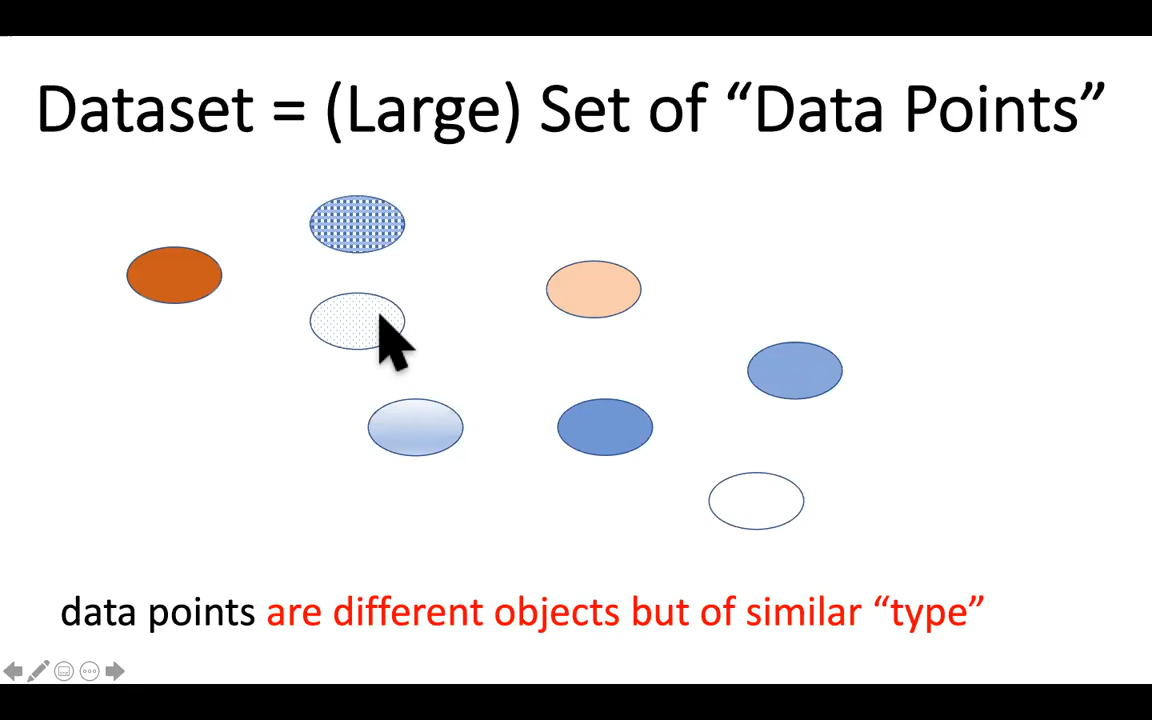 Dataset = (Large) Set of “Data Points”
data points are different objects but of similar “type”